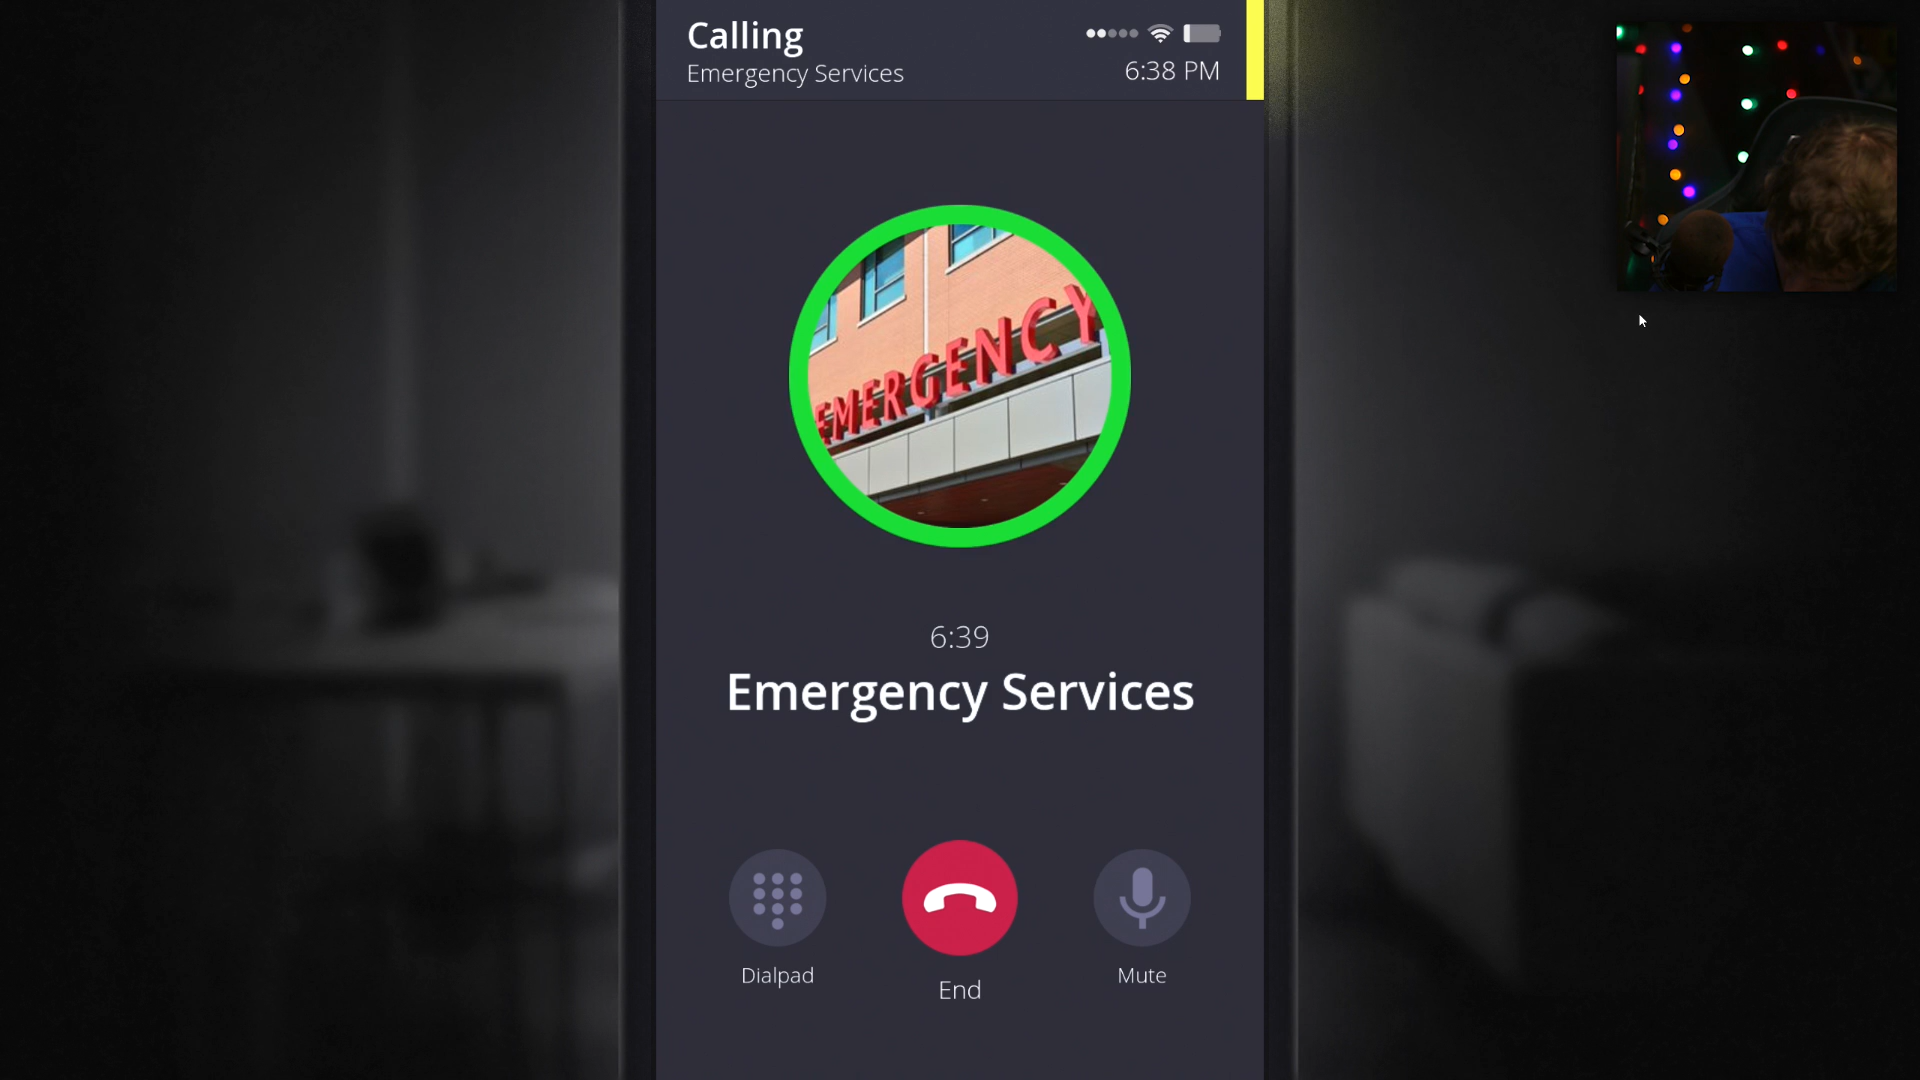 Calling
Emergency Services
6:38 PM
EMERGENCY
6:39
Emergency Services
Dialpad
End
Mute